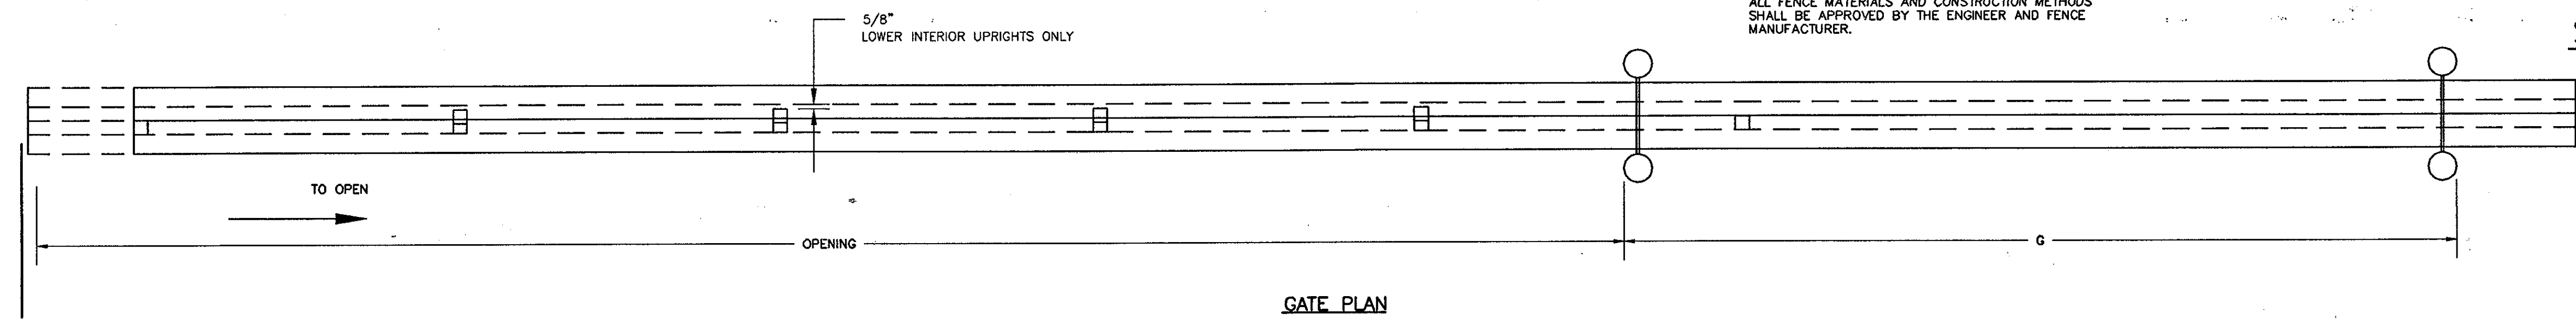 5/8"
LOWER INTERIOR UPRIGHTS ONLY
ALL FENCE MATERIALS AND CONSTRUCTION METHODS
SHALL BE APPROVED BY THE ENGINEER AND FENCE
MANUFACTURER.
TO OPEN
OPENING
G
GATE PLAN